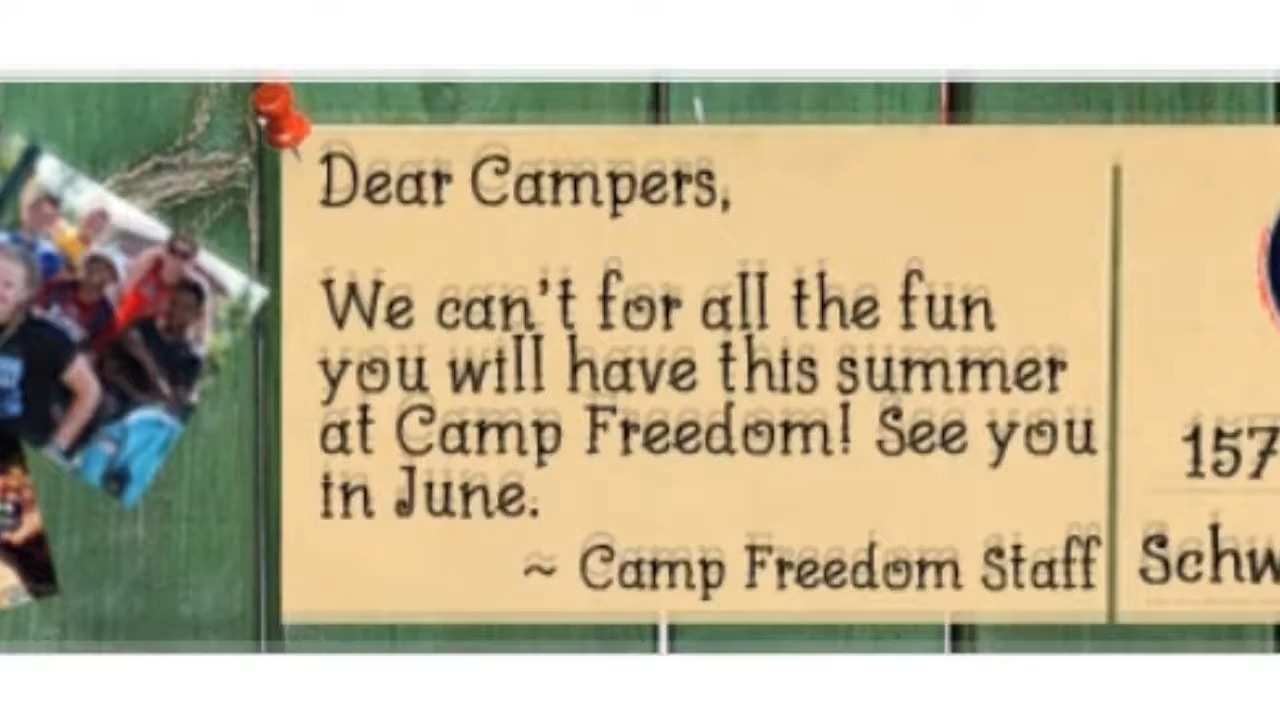 Dear Campers,
We can't for all the fun
you will have this summer
at Camp Freedom! See you
in June.
~ Camp Freedom Staff
157
Schw